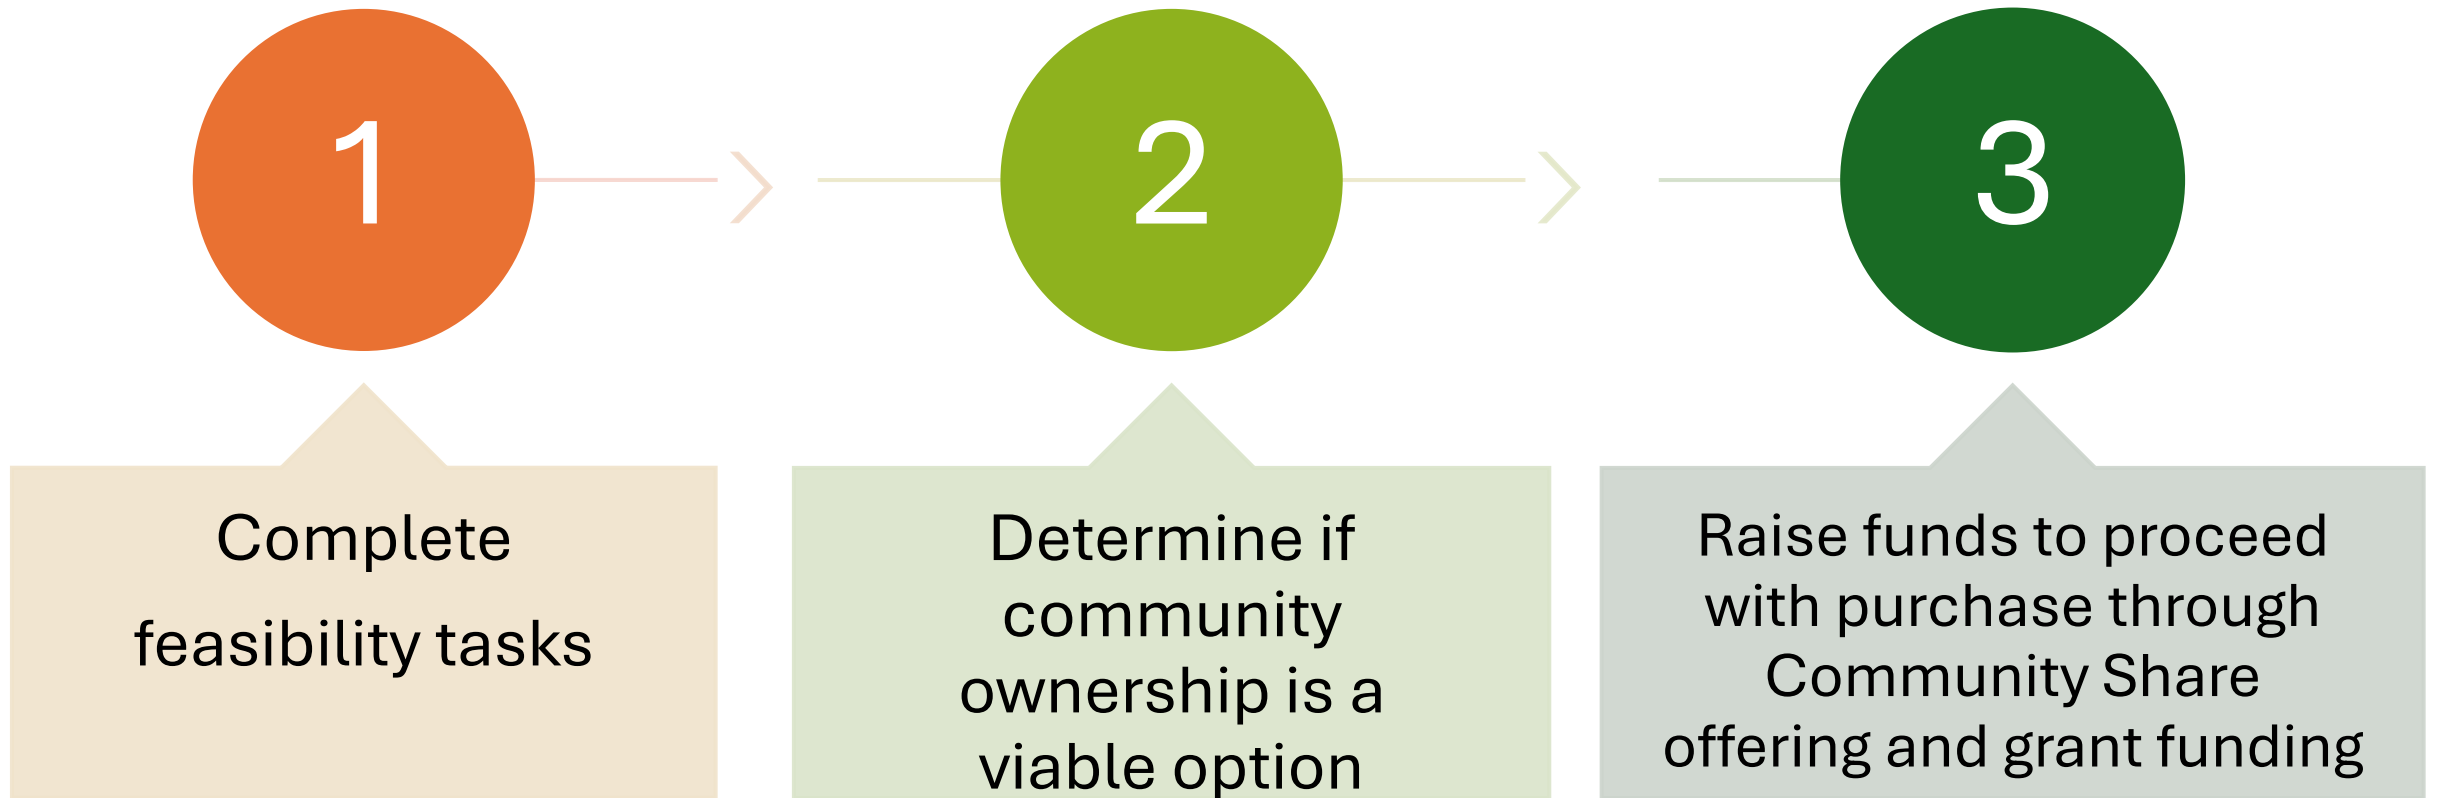 1
2
3
Complete
feasibility tasks
Determine if
community
ownership is a
viable option
Raise funds to proceed
with purchase through
Community Share
offering and grant funding